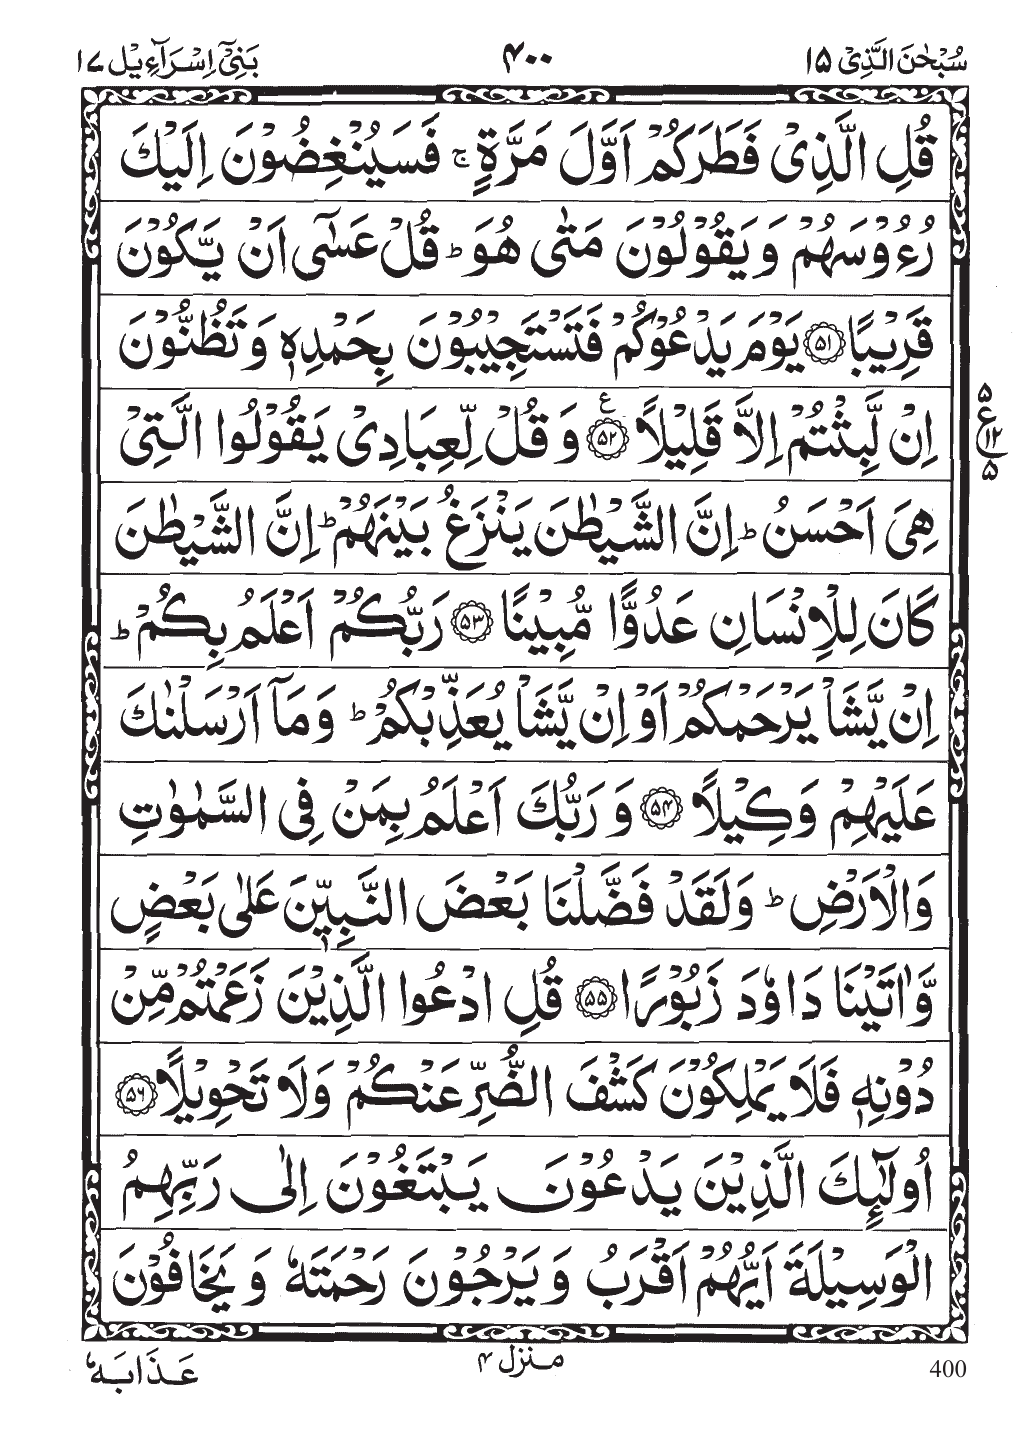 سُبْحٰنَ الَّذِیْۤ ۱۵
۴۰۰
بَنِیْۤ اِسْرَآءِیْل ۱۷
قُلِ الَّذِیْ فَطَرَكُمْ اَوَّلَ مَرَّةٍ ۚ فَسَیُنْغِضُوْنَ اِلَیْكَ
رُءُوْسَهُمْ وَ یَقُوْلُوْنَ مَتٰی هُوَ ؕ قُلْ عَسٰۤی اَنْ یَّكُوْنَ
قَرِیْبًا ﴿۵۱﴾ یَوْمَ یَدْعُوْكُمْ فَتَسْتَجِیْبُوْنَ بِحَمْدِهٖ وَ تَظُنُّوْنَ
اِنْ لَّبِثْتُمْ اِلَّا قَلِیْلًا ﴿۵۲﴾ ع وَ قُلْ لِّعِبَادِیْ یَقُوْلُوا الَّتِیْ
هِیَ اَحْسَنُ ؕ اِنَّ الشَّیْطٰنَ یَنْزَغُ بَیْنَهُمْ ؕ اِنَّ الشَّیْطٰنَ
كَانَ لِلْاِنْسَانِ عَدُوًّا مُّبِیْنًا ﴿۵۳﴾ رَبُّكُمْ اَعْلَمُ بِكُمْ ؕ
اِنْ یَّشَاْ یَرْحَمْكُمْ اَوْ اِنْ یَّشَاْ یُعَذِّبْكُمْ ؕ وَ مَاۤ اَرْسَلْنٰكَ
عَلَیْهِمْ وَكِیْلًا ﴿۵۴﴾ وَ رَبُّكَ اَعْلَمُ بِمَنْ فِی السَّمٰوٰتِ
وَالْاَرْضِ ؕ وَلَقَدْ فَضَّلْنَا بَعْضَ النَّبِیّٖنَ عَلٰی بَعْضٍ
وَّاٰتَیْنَا دَاوٗدَ زَبُوْرًا ﴿۵۵﴾ قُلِ ادْعُوا الَّذِیْنَ زَعَمْتُمْ مِّنْ
دُوْنِهٖ فَلَا یَمْلِكُوْنَ كَشْفَ الضُّرِّ عَنْكُمْ وَلَا تَحْوِیْلًا ﴿۵۶﴾
اُولٰٓئِكَ الَّذِیْنَ یَدْعُوْنَ یَبْتَغُوْنَ اِلٰی رَبِّهِمُ
الْوَسِیْلَةَ اَیُّهُمْ اَقْرَبُ وَ یَرْجُوْنَ رَحْمَتَهٗ وَ یَخَافُوْنَ
۵
ع
۱۲
۵
400
منزل ۴
عَذَابَهٗ